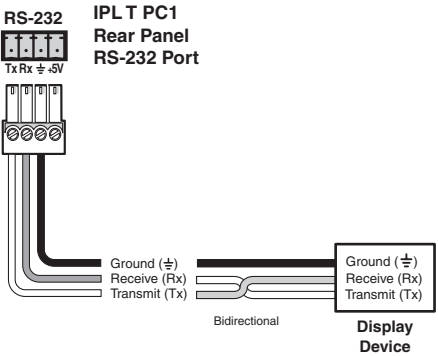 RS-232
IPL T PC1
Rear Panel
RS-232 Port
Tx Rx ⏚ +5V
Ground (⏚)
Receive (Rx)
Transmit (Tx)
Ground (⏚)
Receive (Rx)
Transmit (Tx)
Bidirectional
Display
Device